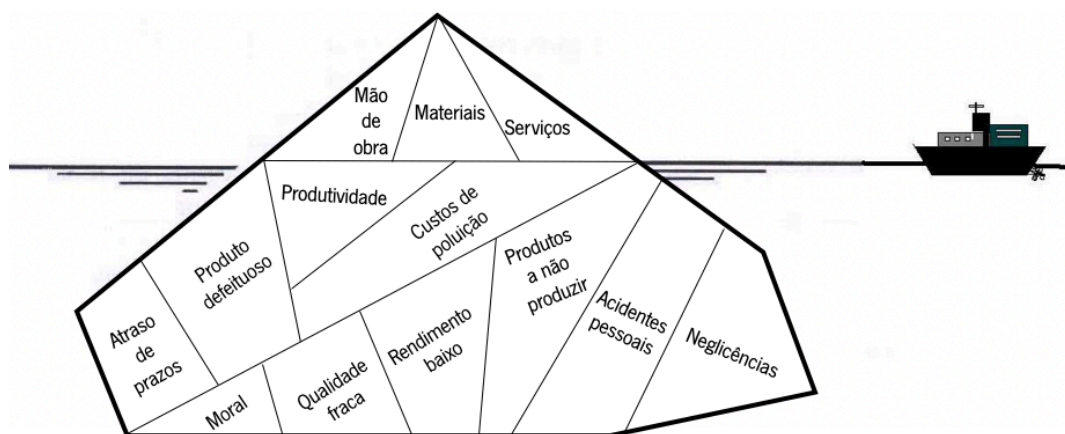 Mão
de
obra
Materiais
Serviços
Produtividade
Custos de
poluição
Produto
defeituoso
Produtos
a não
produzir
Atraso
de
prazos
Moral
Qualidade
fraca
Rendimento
baixo
Acidentes
pessoais
Neglicências